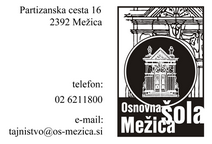 Partizanska cesta 16
2392 Mežica
telefon:
02 6211800
e-mail:
tajnistvo@os-mezica.si
Osnovna
šola
Mežica